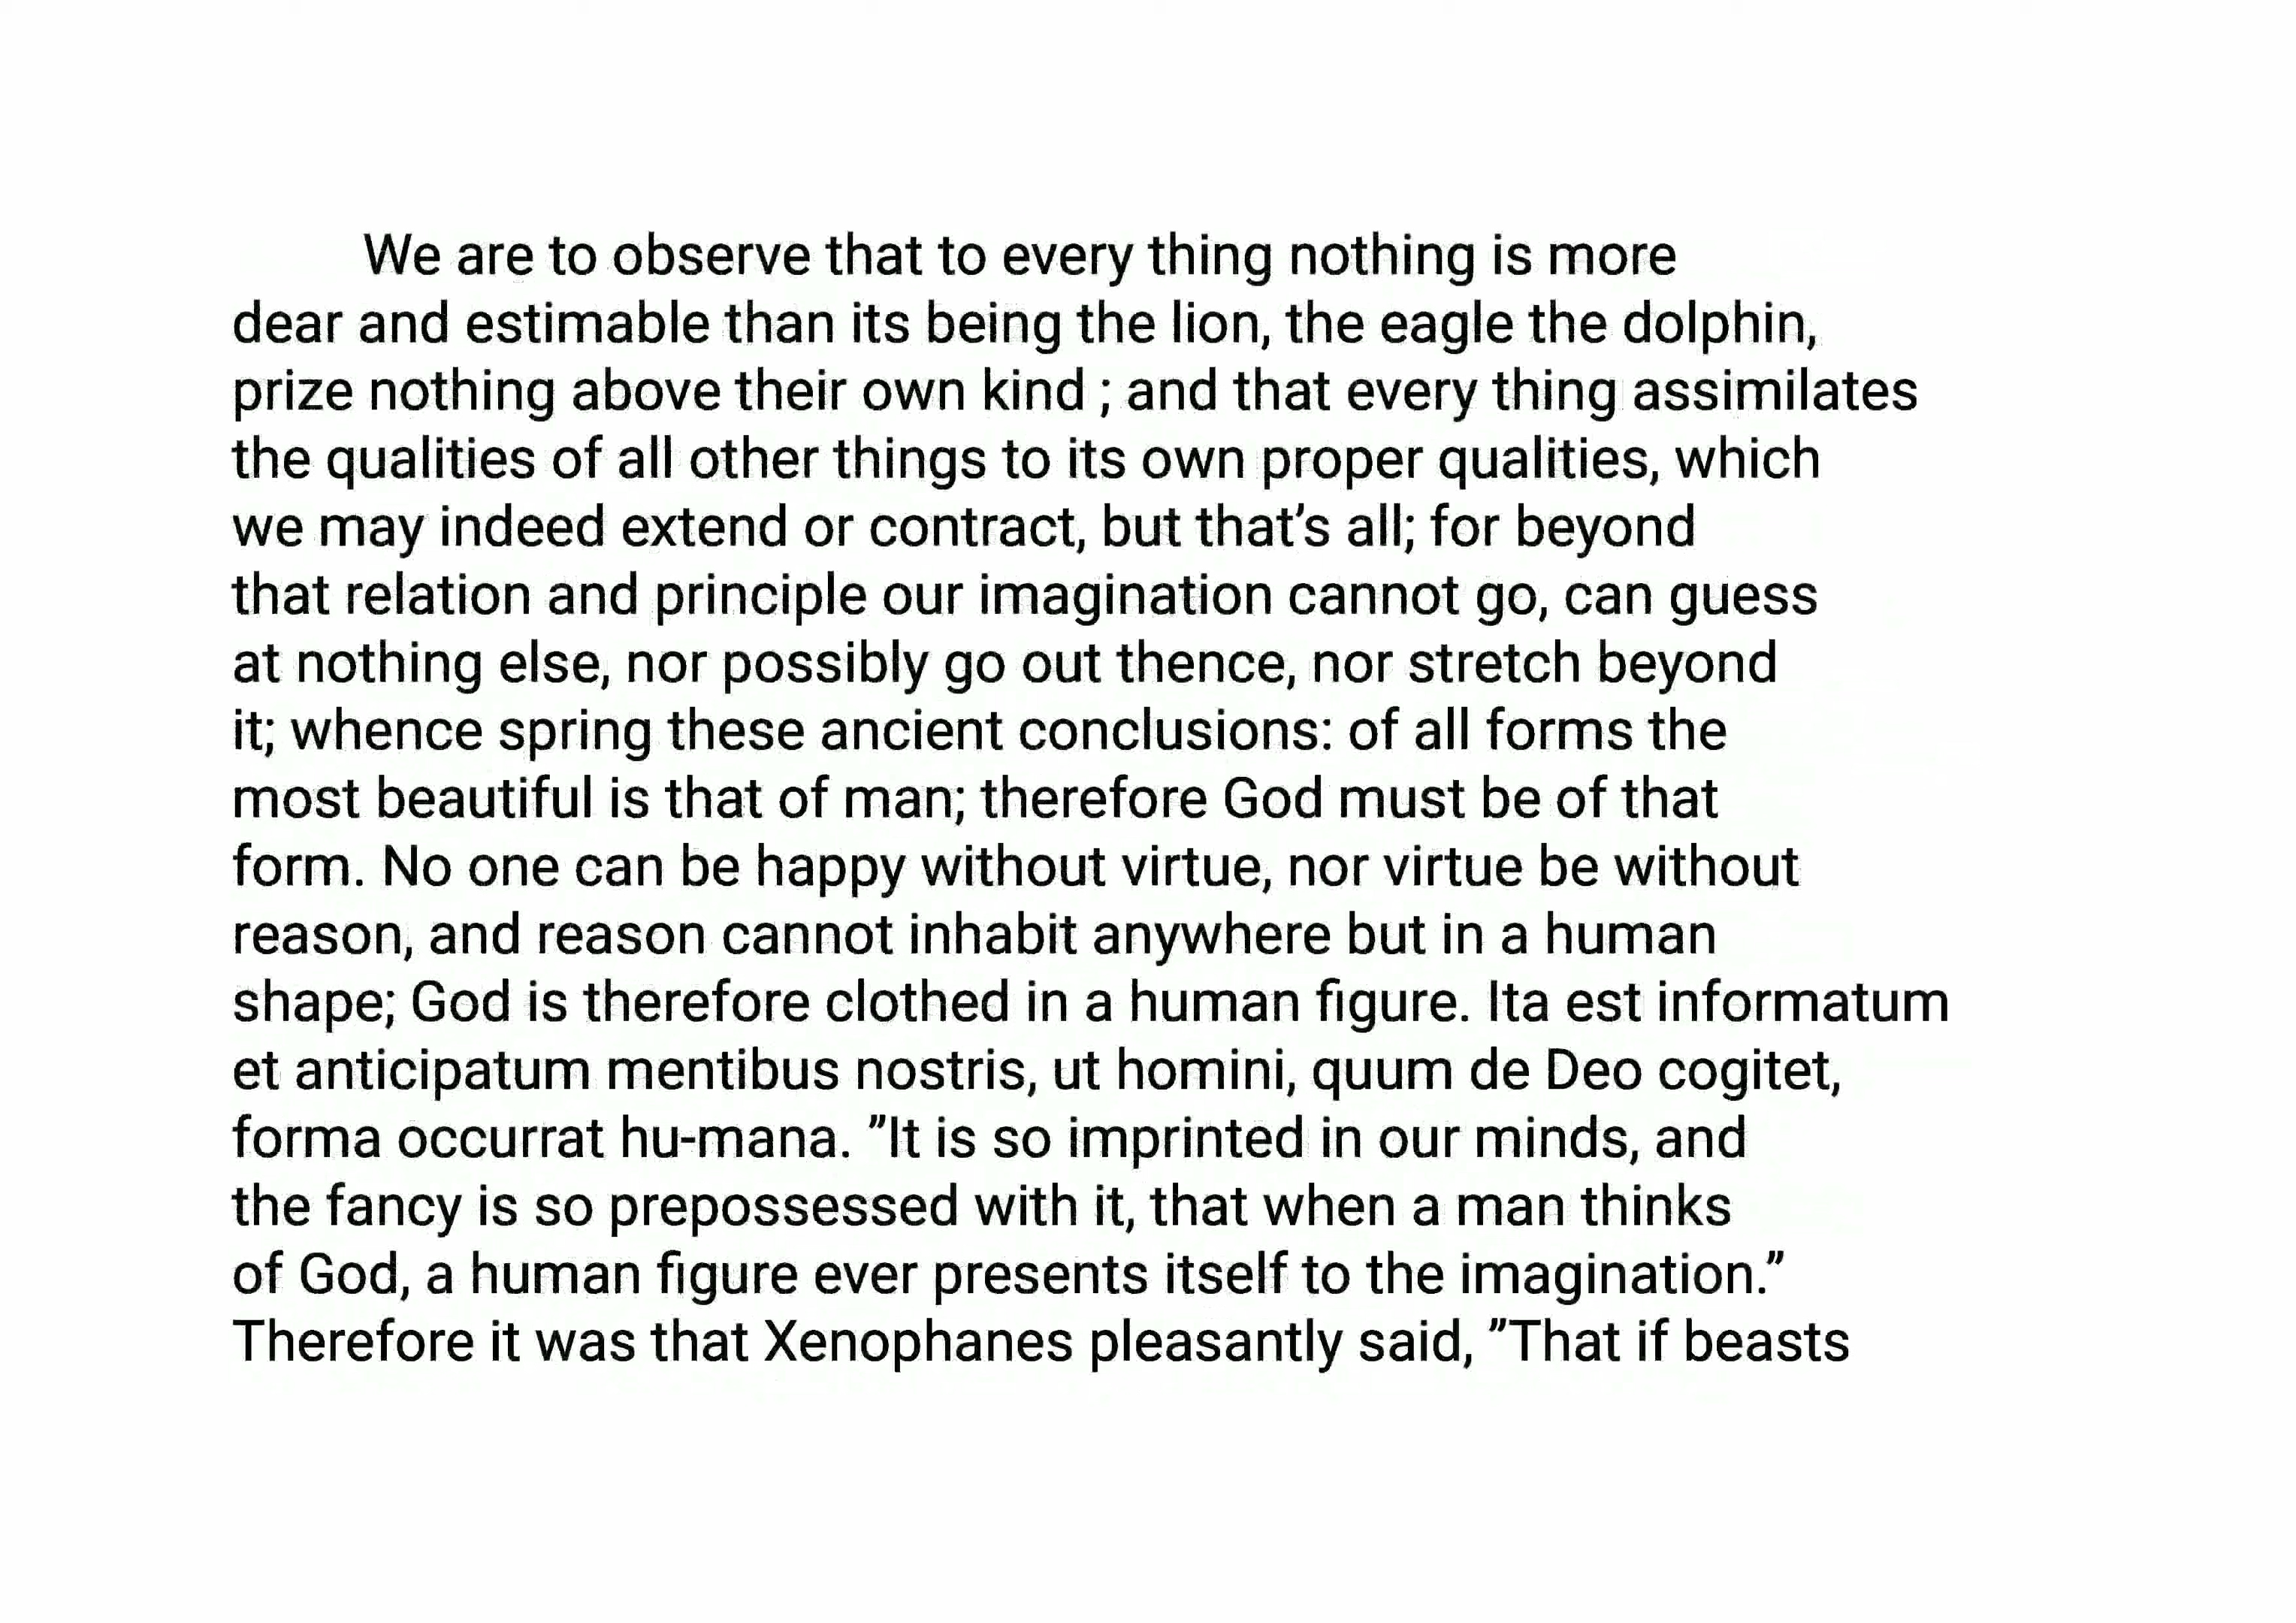 We are to observe that to every thing nothing is more
dear and estimable than its being the lion, the eagle the dolphin,
prize nothing above their own kind ; and that every thing assimilates
the qualities of all other things to its own proper qualities, which
we may indeed extend or contract, but that’s all; for beyond
that relation and principle our imagination cannot go, can guess
at nothing else, nor possibly go out thence, nor stretch beyond
it; whence spring these ancient conclusions: of all forms the
most beautiful is that of man; therefore God must be of that
form. No one can be happy without virtue, nor virtue be without
reason, and reason cannot inhabit anywhere but in a human
shape; God is therefore clothed in a human figure. Ita est informatum
et anticipatum mentibus nostris, ut homini, quum de Deo cogitet,
forma occurrat hu-mana. ”It is so imprinted in our minds, and
the fancy is so prepossessed with it, that when a man thinks
of God, a human figure ever presents itself to the imagination.”
Therefore it was that Xenophanes pleasantly said, ”That if beasts